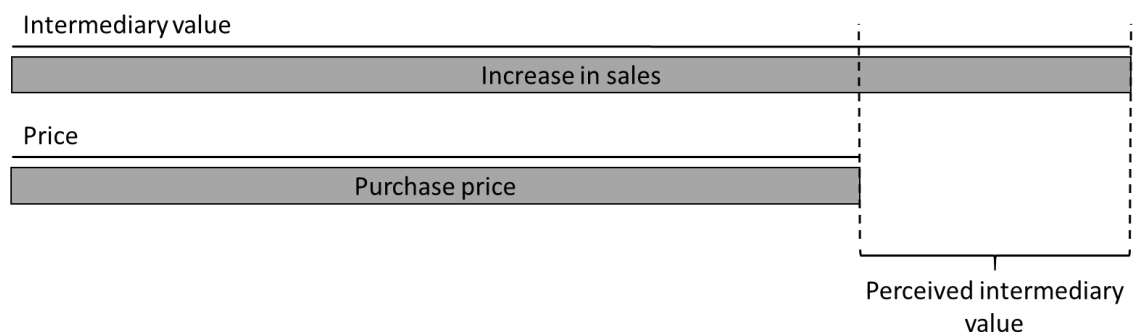 Intermediary value
Increase in sales
Price
Purchase price
Perceived intermediary
value